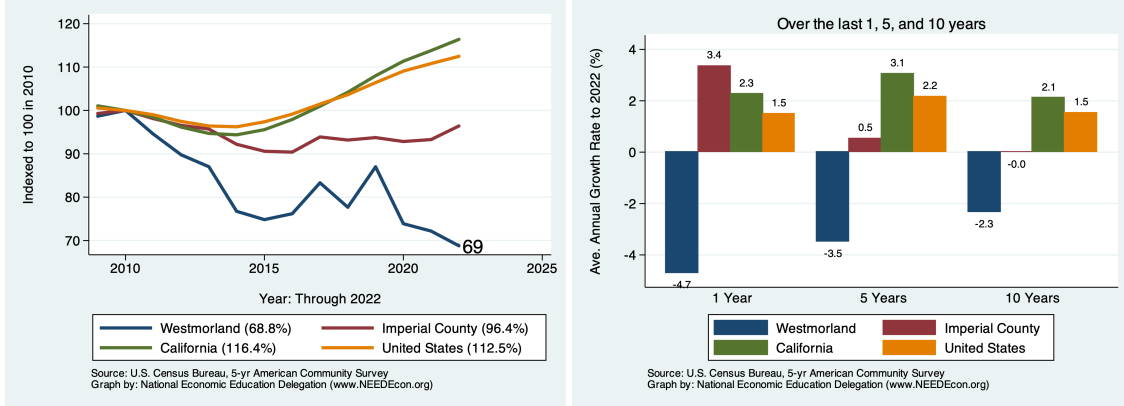 120
110
100
90
80
70
Indexed to 100 in 2010
69
2010
2015
2020
2025
Year: Through 2022
Westmorland (68.8%)
Imperial County (96.4%)
California (116.4%)
United States (112.5%)
Source: U.S. Census Bureau, 5-yr American Community Survey
Graph by: National Economic Education Delegation (www.NEEDEcon.org)
Over the last 1, 5, and 10 years
Ave. Annual Growth Rate to 2022 (%)
4
2
0
-2
-4
-4.7
3.4
2.3
1.5
-3.5
0.5
3.1
2.2
-2.3
-0.0
2.1
1.5
1 Year
5 Years
10 Years
Westmorland
Imperial County
California
United States
Source: U.S. Census Bureau, 5-yr American Community Survey
Graph by: National Economic Education Delegation (www.NEEDEcon.org)